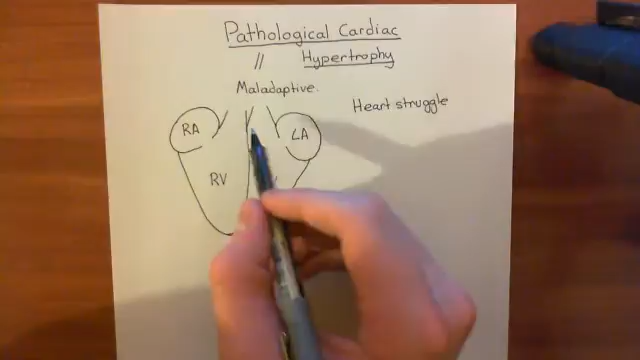 Pathological Cardiac
// Hypertrophy
Maladaptive.
Heart struggle
RA
LA
RV